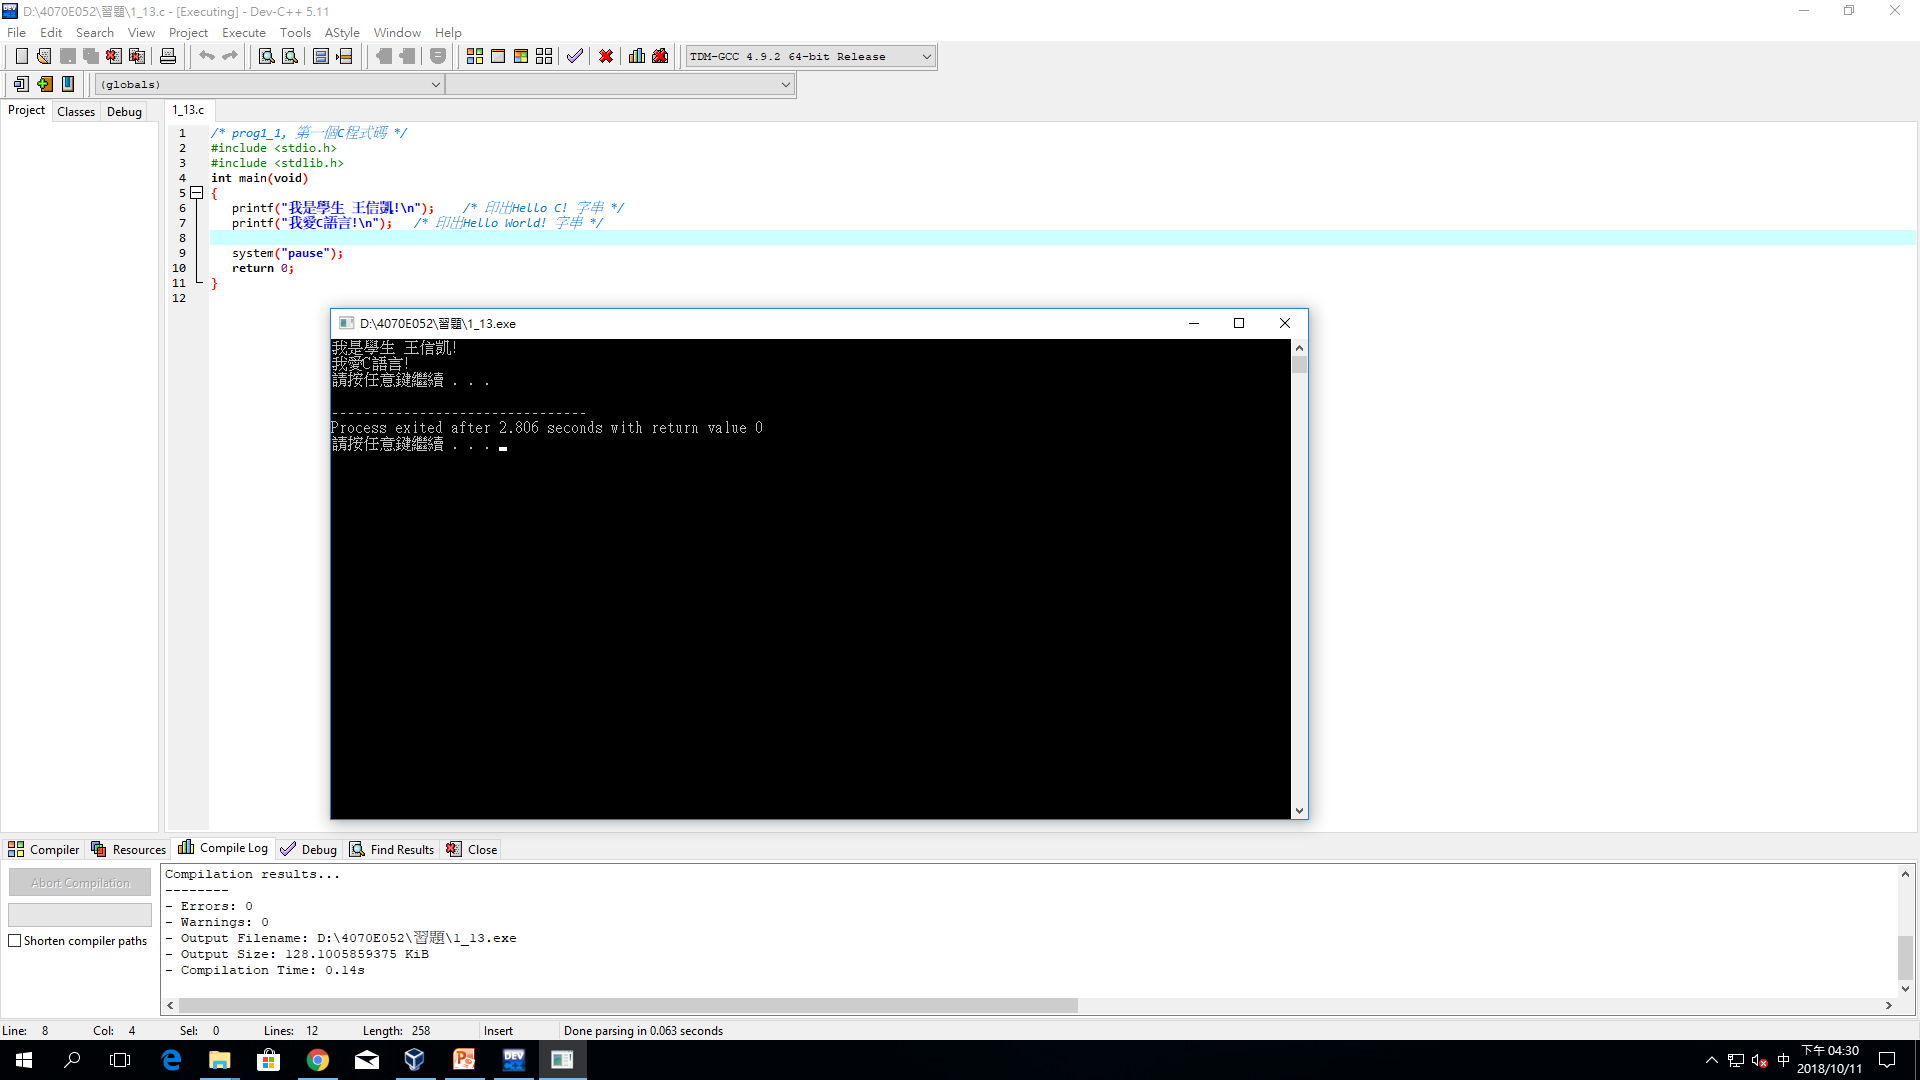 D:\4070E052\習題\1_13.c - [Executing] - Dev-C++ 5.11
File Edit Search View Project Execute Tools AStyle Window Help
TDM-GCC 4.9.2 64-bit Release
(globals)
Project Classes Debug 1_13.c
1 /* prog1_1, 第一個C程式碼 */
2 #include <stdio.h>
3 #include <stdlib.h>
4 int main(void)
5 {
6 printf("我是學生 王信凱!\n"); /* 印出Hello C! 字串 */
7 printf("我愛C語言!\n"); /* 印出Hello World! 字串 */
8
9 system("pause");
10 return 0;
11 }
12
D:\4070E052\習題\1_13.exe
我是學生 王信凱!
我愛C語言!
請按任意鍵繼續 . . .
--------------------------------
Process exited after 2.806 seconds with return value 0
請按任意鍵繼續 . . .
Compiler Resources Compile Log Debug Find Results Close
Abort Compilation
Shorten compiler paths
Compilation results...
--------
- Errors: 0
- Warnings: 0
- Output Filename: D:\4070E052\習題\1_13.exe
- Output Size: 128.1005859375 KiB
- Compilation Time: 0.14s
Line: 8 Col: 4 Sel: 0 Lines: 12 Length: 258 Insert Done parsing in 0.063 seconds
DEV
中
下午 04:30
2018/10/11